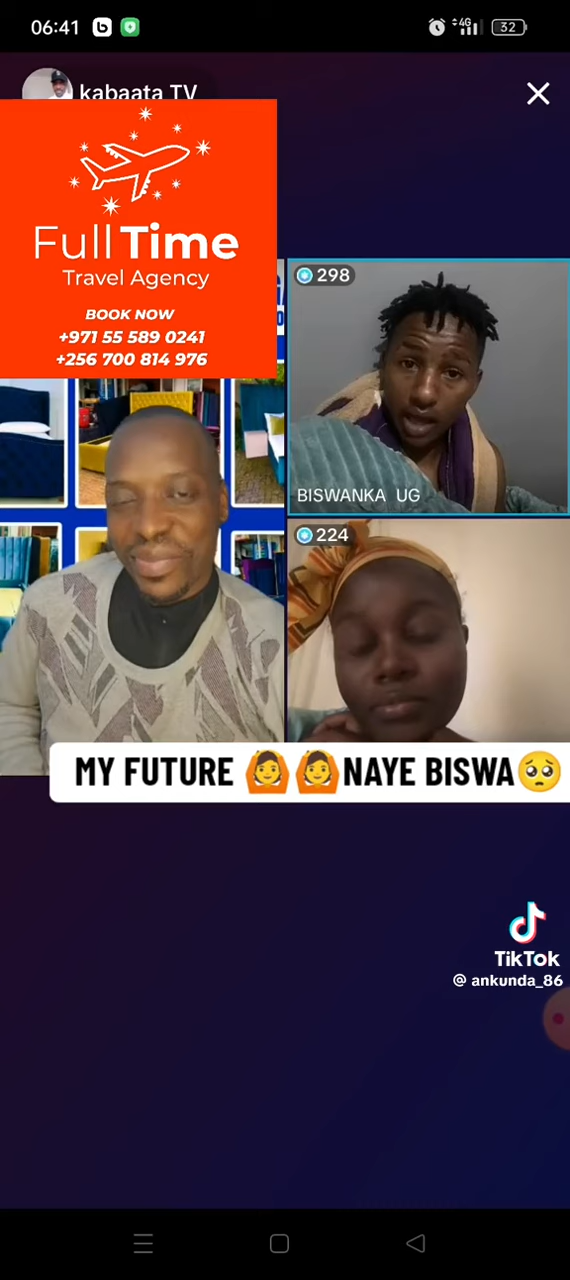 06:41
4G
32
kabaata TV
Full Time
Travel Agency
BOOK NOW
+971 55 589 0241
+256 700 814 976
298
BISWANKA UG
224
MY FUTURE 🙆🙆NAYE BISWA🥺
TikTok
@ ankunda_86